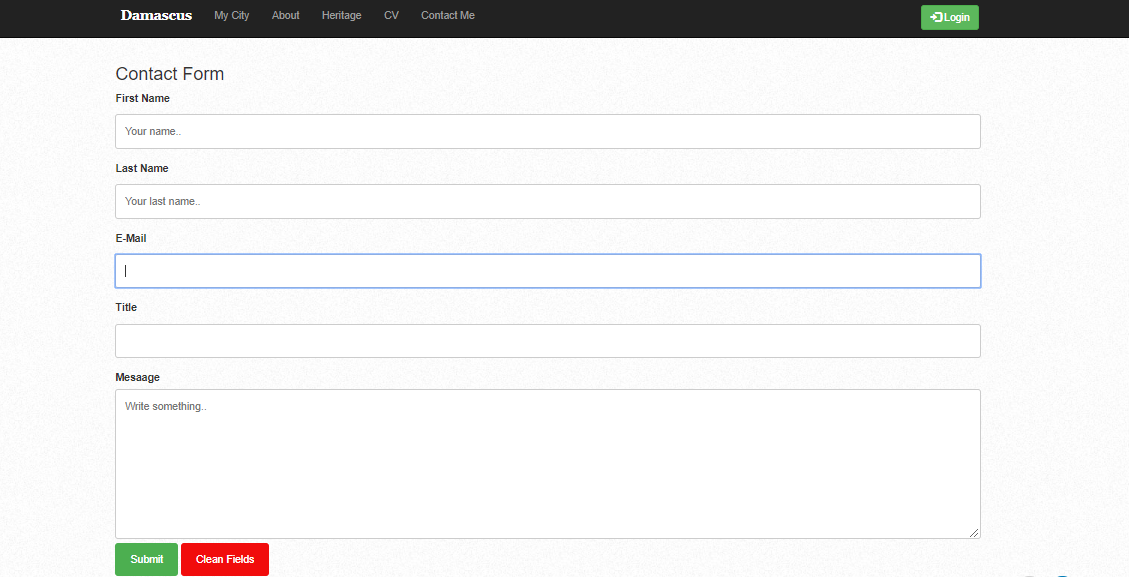 Damascus My City About Heritage CV Contact Me Login
Contact Form
First Name
Your name..
Last Name
Your last name..
E-Mail
Title
Mesaage
Write something..
Submit Clean Fields